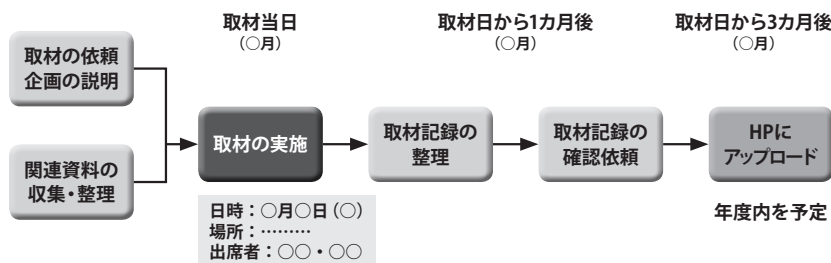 取材当日
(○月)
取材日から1カ月後
(○月)
取材日から3カ月後
(○月)
取材の依頼
企画の説明
関連資料の
収集・整理
取材の実施
取材記録の
整理
取材記録の
確認依頼
HPに
アップロード
日時：○月○日(○)
場所：………
出席者：○○・○○
年度内を予定